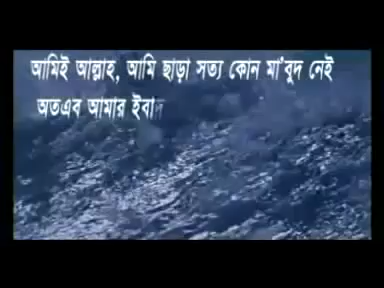 আমিই আল্লাহ, আমি ছাড়া সত্য কোন মা'বুদ নেই
অতএব আমার ইবাদ